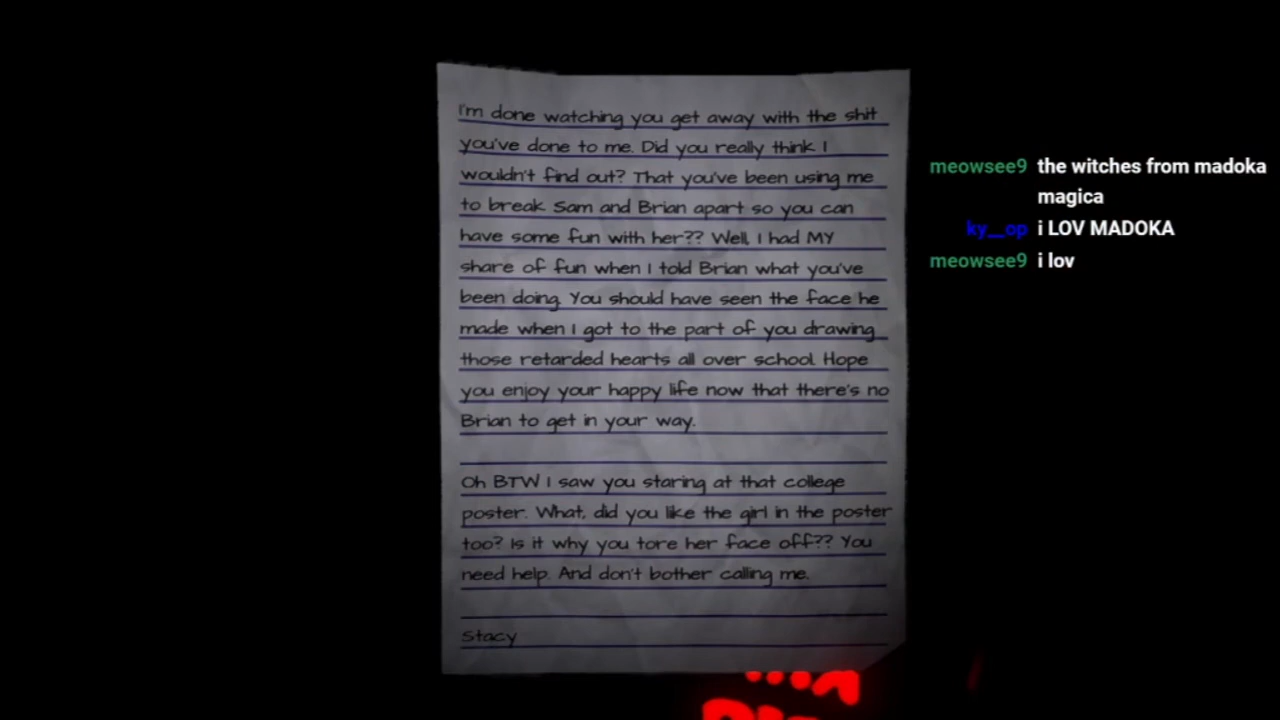 I'm done watching you get away with the shit
you've done to me. Did you really think I
wouldn't find out? That you've been using me
to break Sam and Brian apart so you can
have some fun with her?? Well, I had MY
share of fun when I told Brian what you've
been doing. You should have seen the face he
made when I got to the part of you drawing
those retarded hearts all over school. Hope
you enjoy your happy life now that there's no
Brian to get in your way.
Oh BTW I saw you staring at that college
poster. What, did you like the girl in the poster
too? Is it why you tore her face off?? You
need help. And don't bother calling me.
Stacy
meowsee9 the witches from madoka
magica
ky__op i LOV MADOKA
meowsee9 i lov